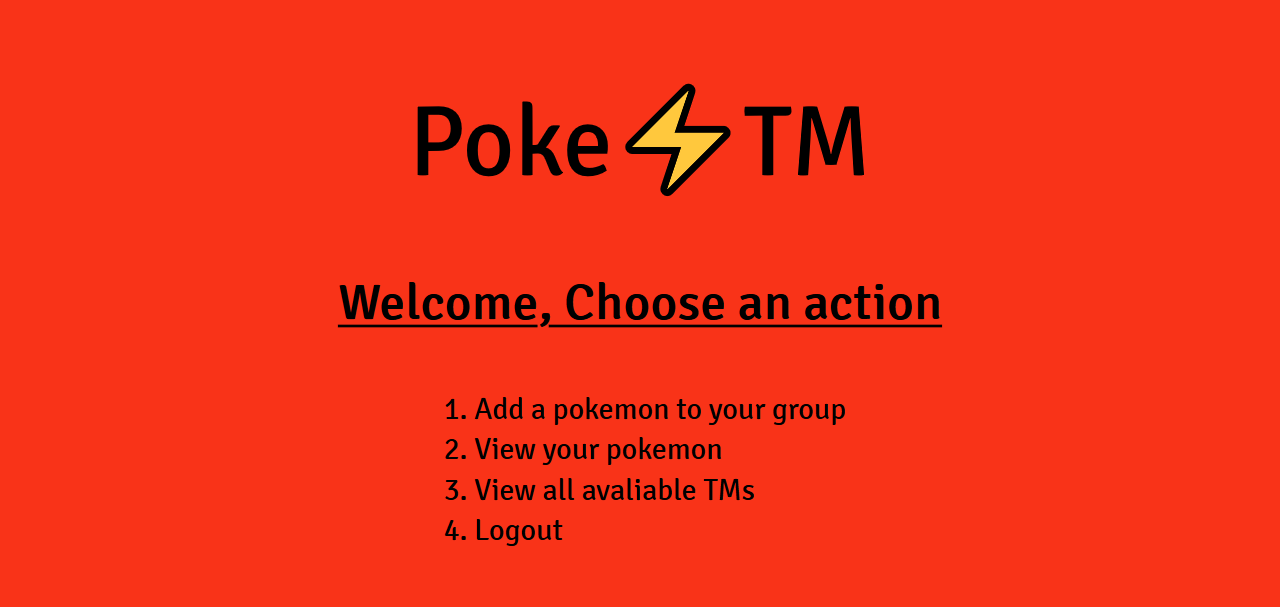 Poke⚡TM
Welcome, Choose an action
1. Add a pokemon to your group
2. View your pokemon
3. View all avaliable TMs
4. Logout